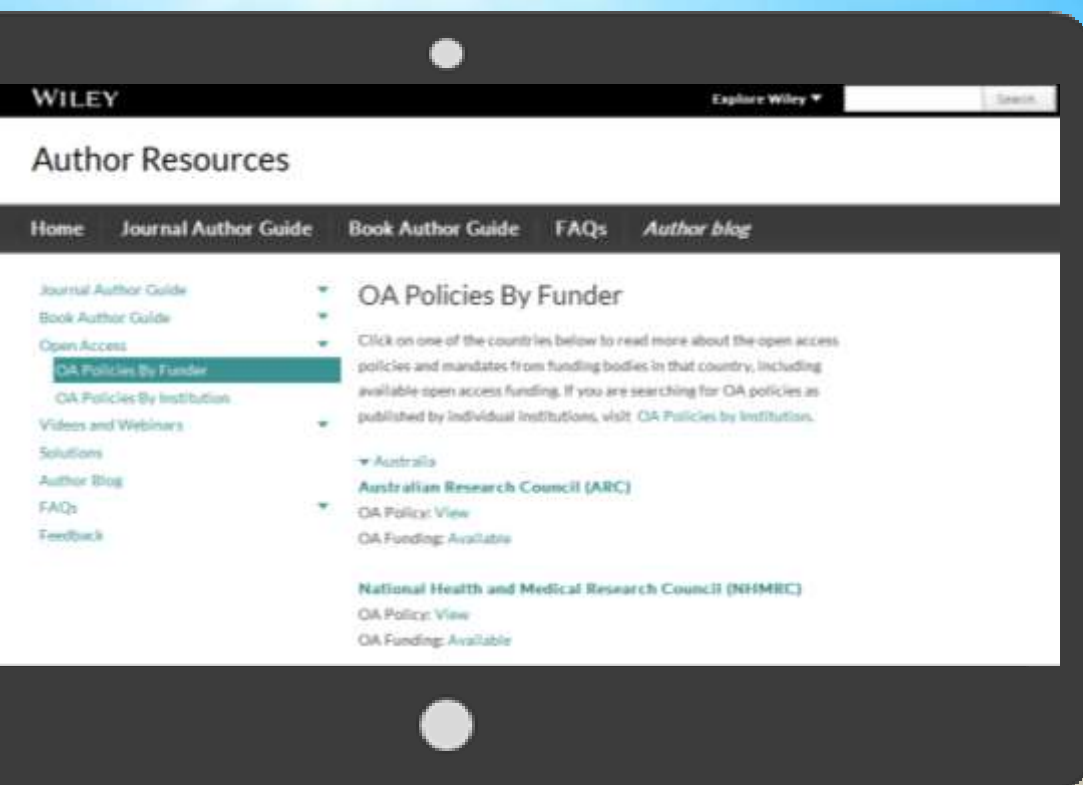 WILEY
Explore Wiley
Search
Author Resources
Home Journal Author Guide Book Author Guide FAQs Author blog
Journal Author Guide
Book Author Guide
Open Access
OA Policies By Funder
OA Policies By Institution
Videos and Webinars
Solutions
Author Blog
FAQs
Feedback
OA Policies By Funder
Click on one of the countries below to read more about the open access
policies and mandates from funding bodies in that country, including
available open access funding. If you are searching for OA policies as
published by individual institutions, visit OA Policies by Institution.
Australia
Australian Research Council (ARC)
OA Policy: View
OA Funding: Available
National Health and Medical Research Council (NHMRC)
OA Policy: View
OA Funding: Available